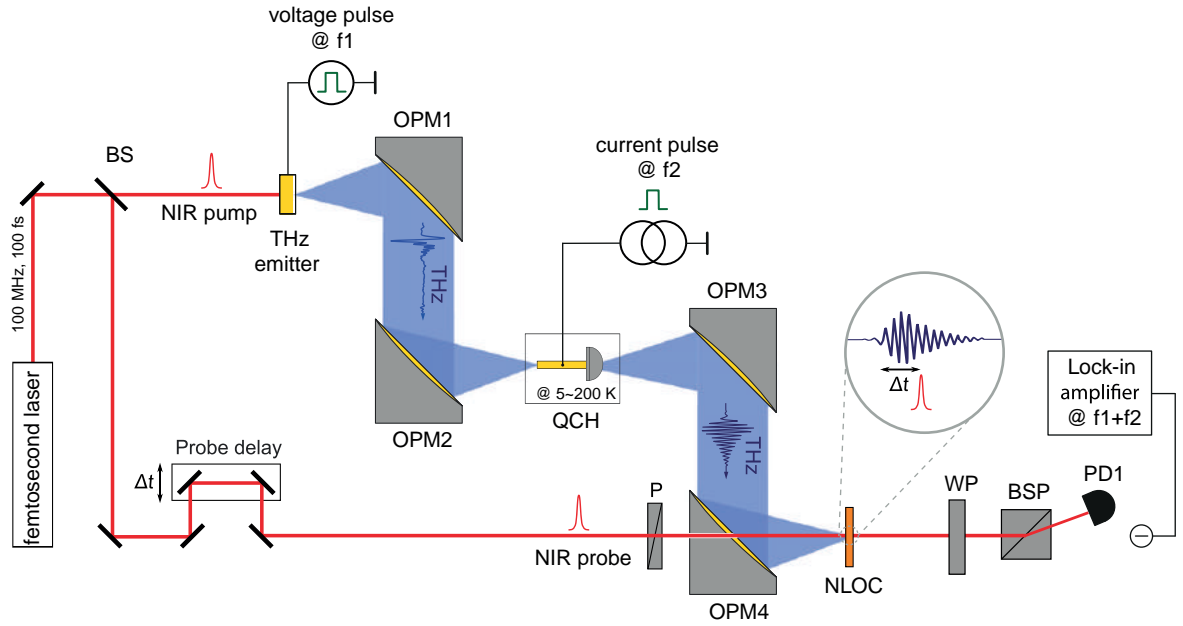 voltage pulse
@ f1
OPM1
BS
current pulse
@ f2
NIR pump
THz
emitter
100 MHz, 100 fs
THz
OPM3
@ 5~200 K
QCH
OPM2
Δt
Lock-in
amplifier
@ f1+f2
femtosecond laser
Probe delay
Δt
THz
P
WP
BSP
PD1
NIR probe
NLOC
OPM4